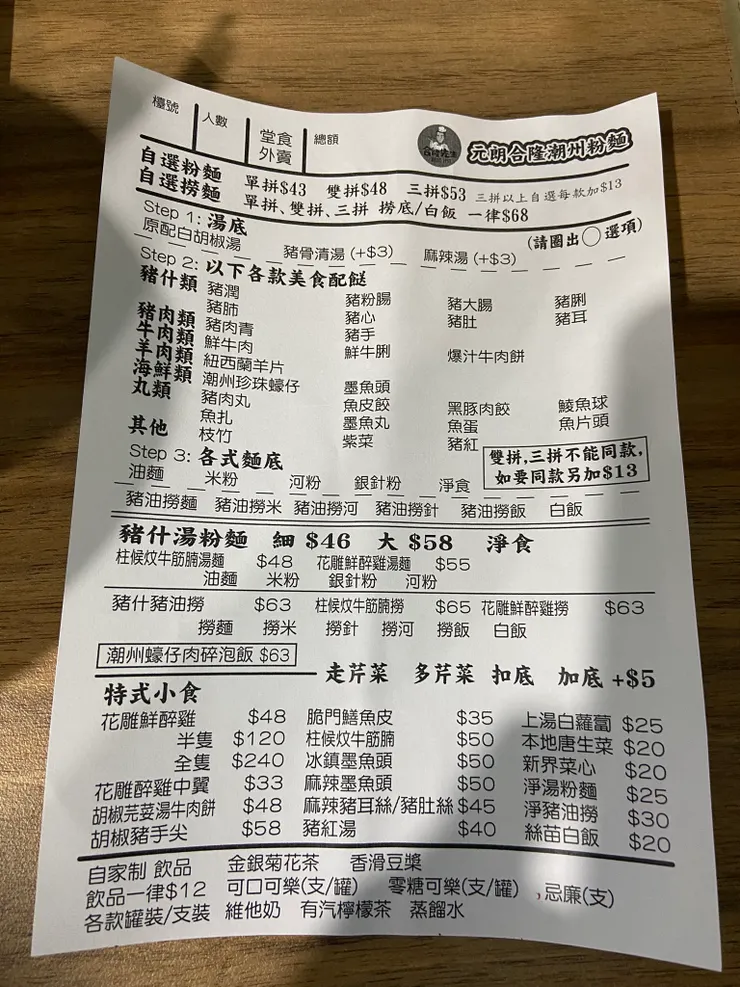 檯號 人數 堂食 總額
外賣
合隆先生
元朗合隆潮州粉麵
自選粉麵 單拼$43 雙拼$48 三拼$53 三拼以上自選每款加$13
自選撈麵 單拼、雙拼、三拼 撈底/白飯 一律$68
Step 1: 湯底 (請圈出◯選項)
原配白胡椒湯 豬骨清湯 (+$3) 麻辣湯 (+$3)
Step 2: 以下各款美食配餸
豬什類 豬潤 豬粉腸 豬大腸 豬脷
豬肺 豬心 豬肚 豬耳
豬肉類 豬肉青 豬手
牛肉類 鮮牛肉 鮮牛脷 爆汁牛肉餅
羊肉類 紐西蘭羊片
海鮮類 潮州珍珠蠔仔 墨魚頭
丸類 豬肉丸 魚皮餃 黑豚肉餃 鯪魚球
魚扎 墨魚丸 魚蛋 魚片頭
其他 枝竹 紫菜 豬紅
Step 3: 各式麵底
雙拼,三拼不能同款,
如要同款另加$13
油麵 米粉 河粉 銀針粉 淨食
豬油撈麵 豬油撈米 豬油撈河 豬油撈針 豬油撈飯 白飯
豬什湯粉麵 細 $46 大 $58 淨食
柱候炆牛筋腩湯麵 $48 花雕鮮醉雞湯麵 $55
油麵 米粉 銀針粉 河粉
豬什豬油撈 $63 柱候炆牛筋腩撈 $65 花雕鮮醉雞撈 $63
撈麵 撈米 撈針 撈河 撈飯 白飯
潮州蠔仔肉碎泡飯 $63
走芹菜 多芹菜 扣底 加底 +$5
特式小食
花雕鮮醉雞 $48 脆門鱔魚皮 $35 上湯白蘿蔔 $25
半隻 $120 柱候炆牛筋腩 $50 本地唐生菜 $20
全隻 $240 冰鎮墨魚頭 $50 新界菜心 $20
花雕醉雞中翼 $33 麻辣墨魚頭 $50 淨湯粉麵 $25
胡椒芫荽湯牛肉餅 $48 麻辣豬耳絲/豬肚絲 $45 淨豬油撈 $30
胡椒豬手尖 $58 豬紅湯 $40 絲苗白飯 $20
自家制 飲品 金銀菊花茶 香滑豆漿
飲品一律$12 可口可樂(支/罐) 零糖可樂(支/罐) ,忌廉(支)
各款罐裝/支裝 維他奶 有汽檸檬茶 蒸餾水